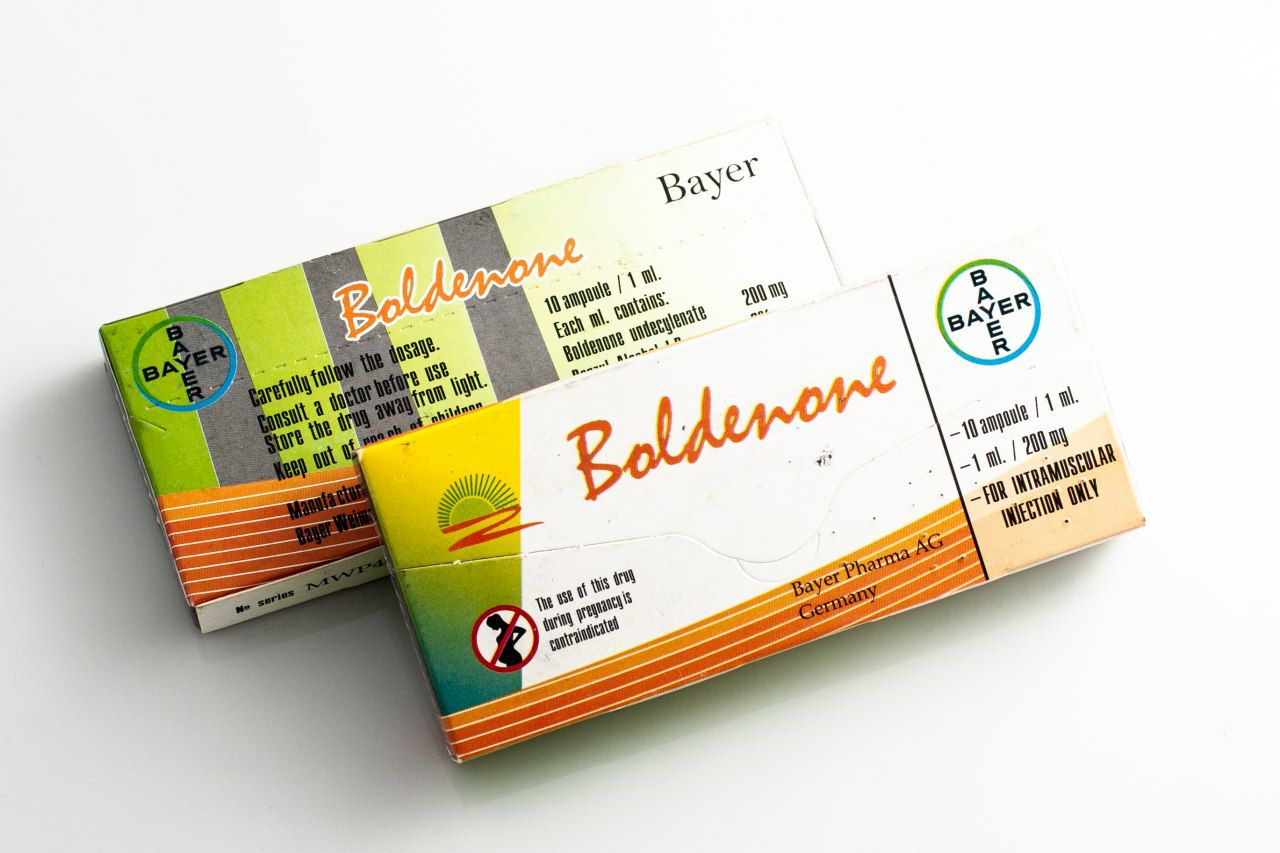 Bayer
Boldenone
BAYER
BAYER
10 ampoule / 1 ml.
Each ml. contains:
Boldenone undecylenate 200 mg
Carefully follow the dosage.
Consult a doctor before use
Store the drug away from light.
Keep out of reach of children
№ series MWP4
Boldenone
BAYER
BAYER
–10 ampoule / 1 ml.
–1 ml. / 200 mg
–FOR INTRAMUSCULAR
INJECTION ONLY
The use of this drug
during pregnancy is
contraindicated
Bayer Pharma AG
Germany